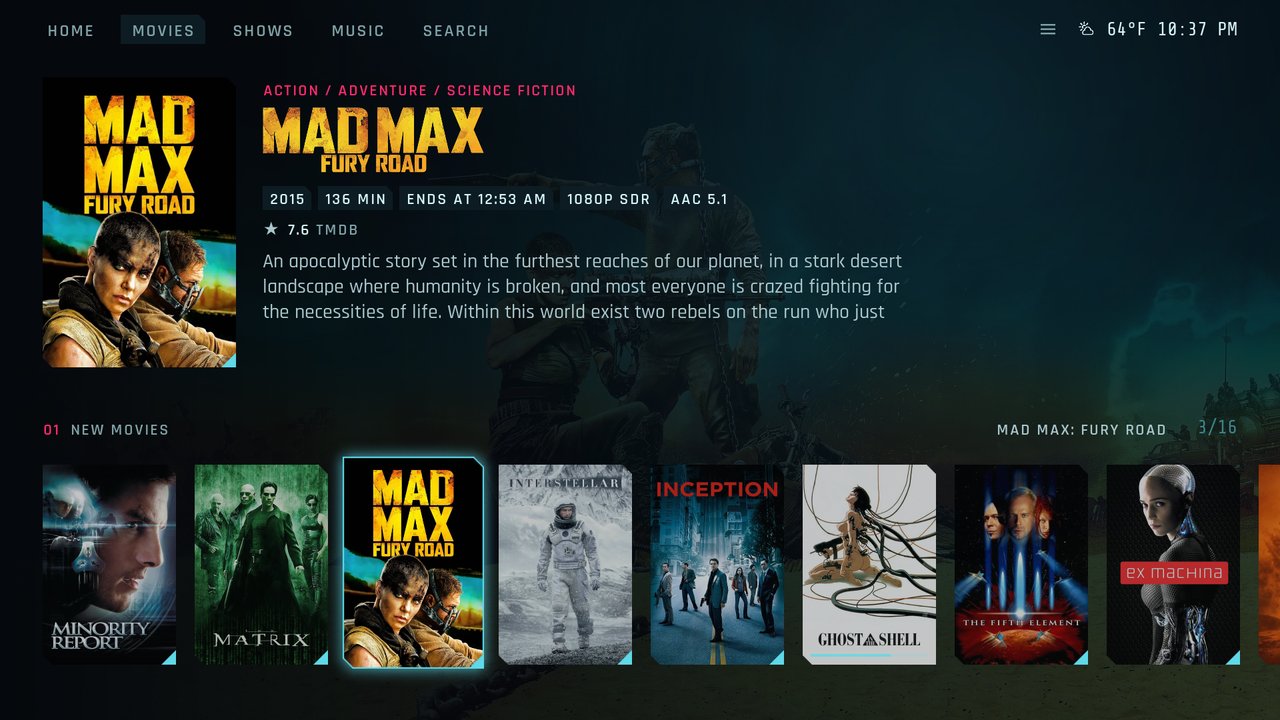 HOME MOVIES SHOWS MUSIC SEARCH
64°F 10:37 PM
MAD
MAX
FURY ROAD
ACTION / ADVENTURE / SCIENCE FICTION
MAD MAX
FURY ROAD
2015 136 MIN ENDS AT 12:53 AM 1080P SDR AAC 5.1
★ 7.6 TMDB
An apocalyptic story set in the furthest reaches of our planet, in a stark desert
landscape where humanity is broken, and most everyone is crazed fighting for
the necessities of life. Within this world exist two rebels on the run who just
01 NEW MOVIES
MAD MAX: FURY ROAD 3/16
MINORITY
REPORT
MATRIX
MAD
MAX
FURY ROAD
INTERSTELLAR
INCEPTION
GHOST SHELL
THE FIFTH ELEMENT
ex machina